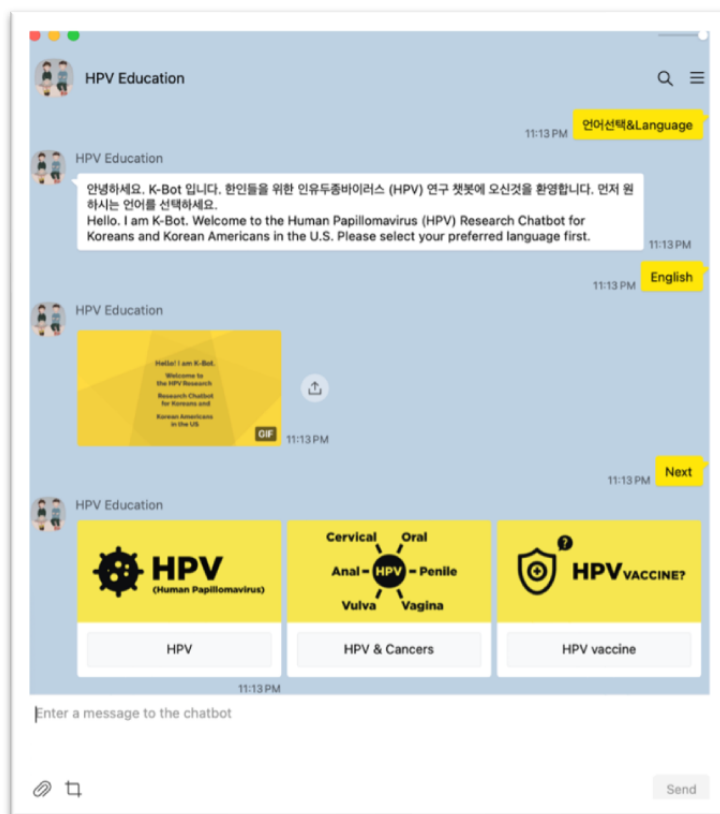 HPV Education
언어선택&Language
11:13 PM
HPV Education
안녕하세요. K-Bot 입니다. 한인들을 위한 인유두종바이러스 (HPV) 연구 챗봇에 오신것을 환영합니다. 먼저 원
하시는 언어를 선택하세요.
Hello. I am K-Bot. Welcome to the Human Papillomavirus (HPV) Research Chatbot for
Koreans and Korean Americans in the U.S. Please select your preferred language first.
11:13 PM
English
11:13 PM
HPV Education
Hello! I am K-Bot.
Welcome to
the HPV Research
Research Chatbot
for Koreans and
Korean Americans
in the US
GIF
11:13 PM
Next
11:13 PM
HPV Education
HPV
(Human Papillomavirus)
HPV
Cervical Oral
Anal HPV Penile
Vulva Vagina
HPV & Cancers
?
HPV VACCINE?
HPV vaccine
11:13 PM
Enter a message to the chatbot
Send